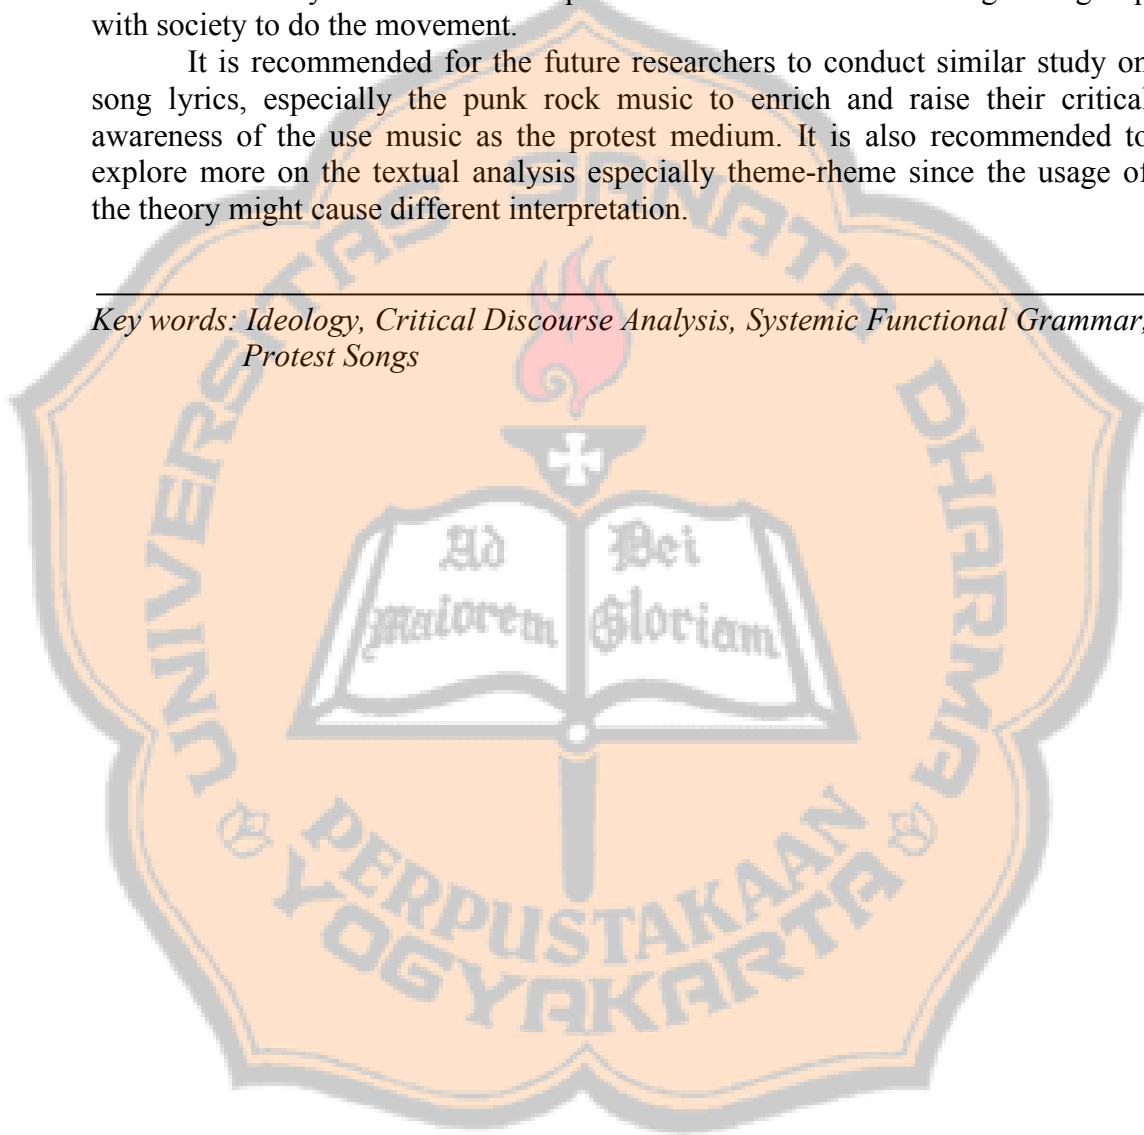 with society to do the movement.
It is recommended for the future researchers to conduct similar study on
song lyrics, especially the punk rock music to enrich and raise their critical
awareness of the use music as the protest medium. It is also recommended to
explore more on the textual analysis especially theme-rheme since the usage of
the theory might cause different interpretation.
Key words: Ideology, Critical Discourse Analysis, Systemic Functional Grammar,
Protest Songs
UNIVERSITAS SANATA DHARMA
Ad Dei
Maiorem Gloriam
PERPUSTAKAAN
YOGYAKARTA